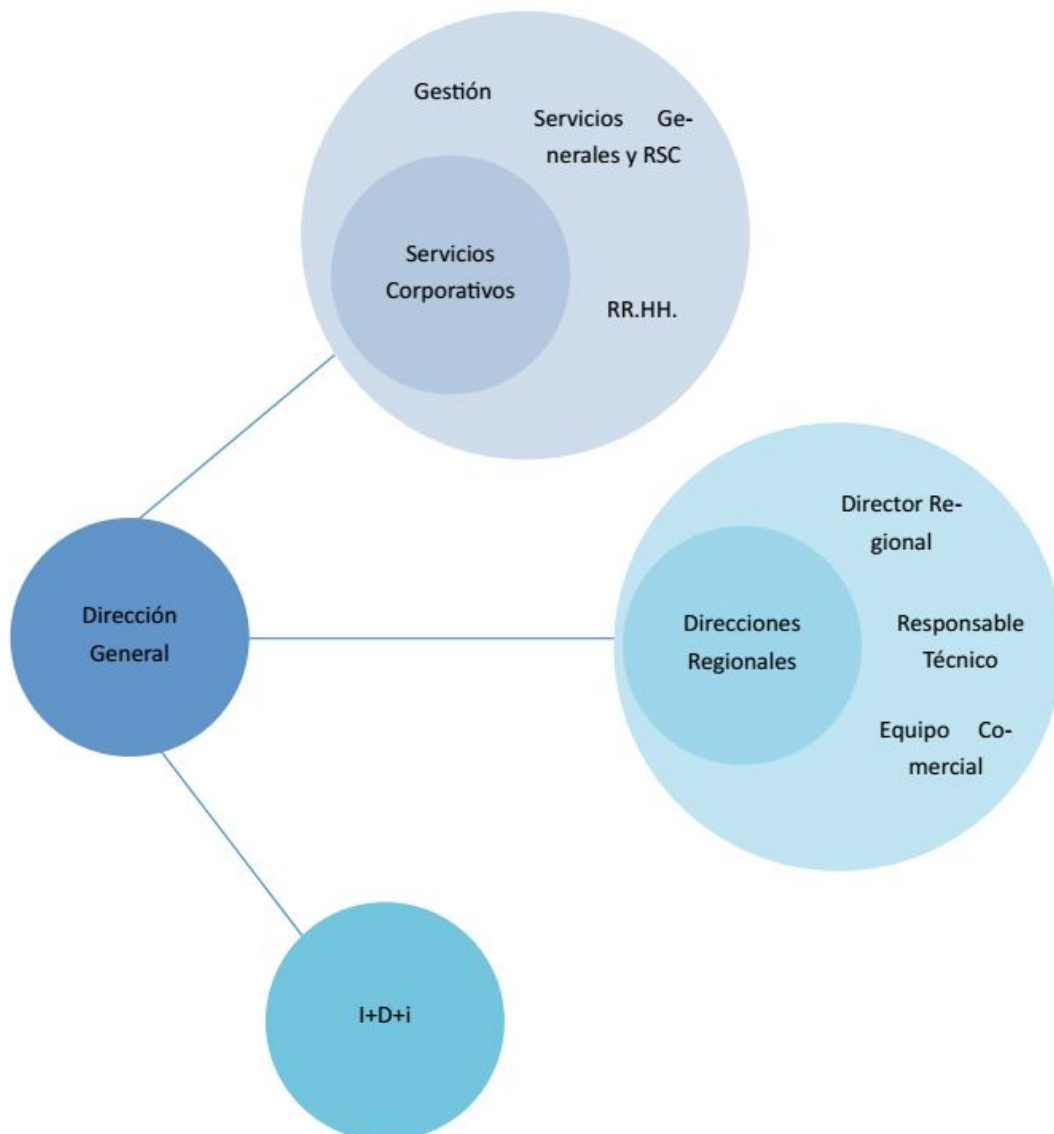 Gestión
Servicios Ge-
nerales y RSC
Servicios
Corporativos
RR.HH.
Director Re-
gional
Dirección
General
Direcciones
Regionales
Responsable
Técnico
Equipo Co-
mercial
I+D+i